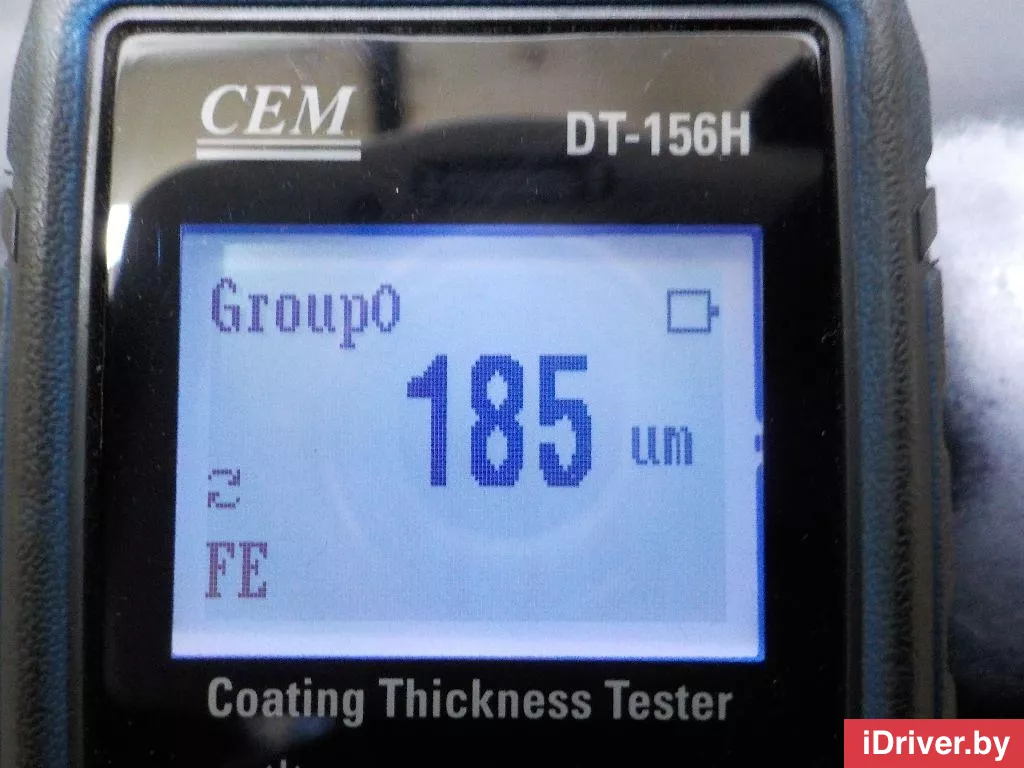 CEM
DT-156H
Group0
185 um
FE
Coating Thickness Tester
iDriver.by